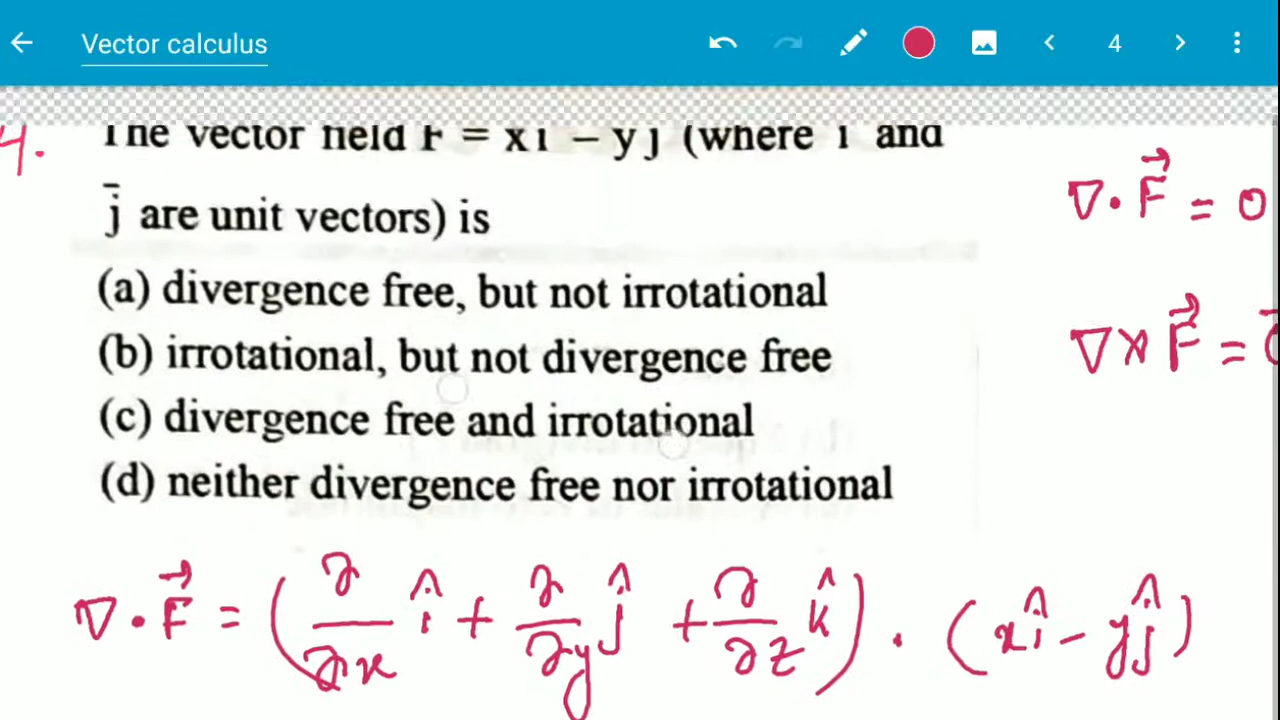 Vector calculus
4
4.
The vector field F = x i − y j (where i and
j̄ are unit vectors) is
(a) divergence free, but not irrotational
(b) irrotational, but not divergence free
(c) divergence free and irrotational
(d) neither divergence free nor irrotational
∇·F⃗ = 0
∇×F⃗ = 0⃗
∇·F⃗ = (∂/∂x î + ∂/∂y ĵ + ∂/∂z k̂) · (xî − yĵ)